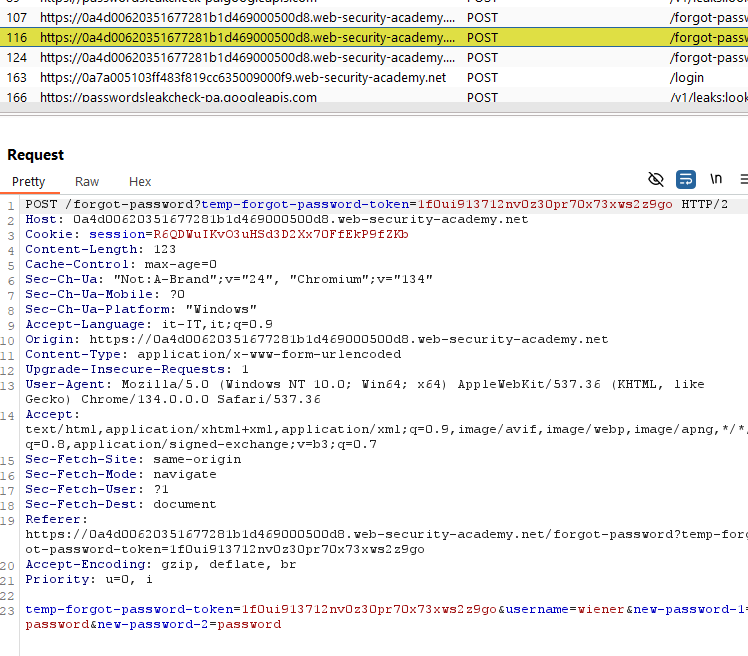 107 https://0a4d00620351677281b1d469000500d8.web-security-academy.... POST /forgot-passw
116 https://0a4d00620351677281b1d469000500d8.web-security-academy.... POST /forgot-passw
124 https://0a4d00620351677281b1d469000500d8.web-security-academy.... POST /forgot-passw
163 https://0a7a005103ff483f819cc635009000f9.web-security-academy.net POST /login
166 https://passwordsleakcheck-pa.googleapis.com POST /v1/leaks:look
Request
Pretty Raw Hex \n
1 POST /forgot-password?temp-forgot-password-token=1f0ui913712nv0z30pr70x73xws2z9go HTTP/2
2 Host: 0a4d00620351677281b1d469000500d8.web-security-academy.net
3 Cookie: session=R6QDWuIKvO3uHSd3D2Xx7OFfEkP9fZKb
4 Content-Length: 123
5 Cache-Control: max-age=0
6 Sec-Ch-Ua: "Not:A-Brand";v="24", "Chromium";v="134"
7 Sec-Ch-Ua-Mobile: ?0
8 Sec-Ch-Ua-Platform: "Windows"
9 Accept-Language: it-IT,it;q=0.9
10 Origin: https://0a4d00620351677281b1d469000500d8.web-security-academy.net
11 Content-Type: application/x-www-form-urlencoded
12 Upgrade-Insecure-Requests: 1
13 User-Agent: Mozilla/5.0 (Windows NT 10.0; Win64; x64) AppleWebKit/537.36 (KHTML, like
Gecko) Chrome/134.0.0.0 Safari/537.36
14 Accept:
text/html,application/xhtml+xml,application/xml;q=0.9,image/avif,image/webp,image/apng,*/*;
q=0.8,application/signed-exchange;v=b3;q=0.7
15 Sec-Fetch-Site: same-origin
16 Sec-Fetch-Mode: navigate
17 Sec-Fetch-User: ?1
18 Sec-Fetch-Dest: document
19 Referer:
https://0a4d00620351677281b1d469000500d8.web-security-academy.net/forgot-password?temp-forg
ot-password-token=1f0ui913712nv0z30pr70x73xws2z9go
20 Accept-Encoding: gzip, deflate, br
21 Priority: u=0, i
22
23 temp-forgot-password-token=1f0ui913712nv0z30pr70x73xws2z9go&username=wiener&new-password-1=
password&new-password-2=password